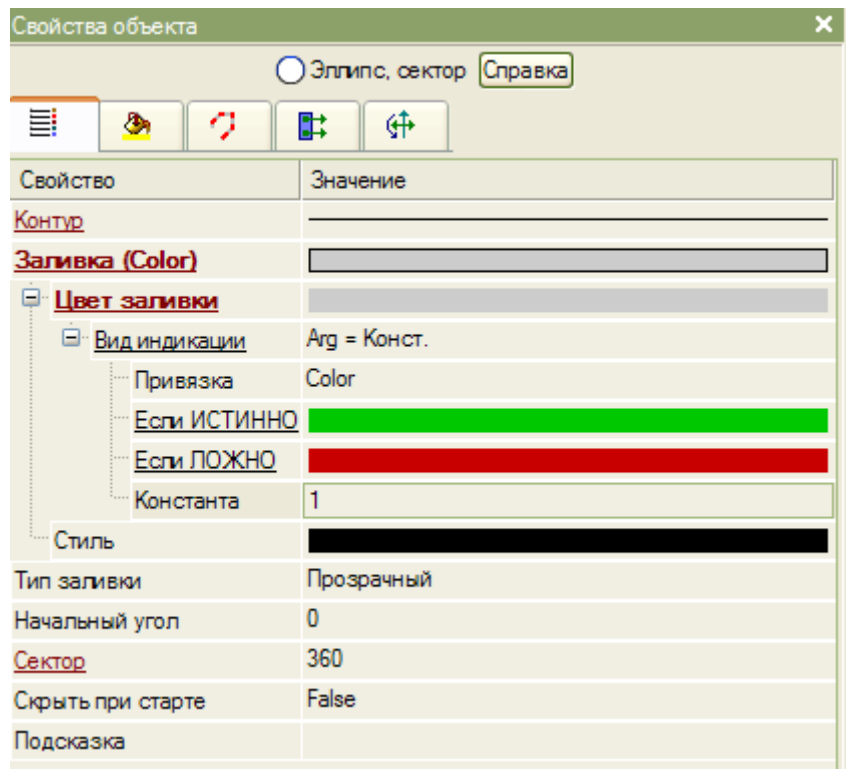 Свойства объекта
Эллипс, сектор Справка
Свойство Значение
Контур
Заливка (Color)
Цвет заливки
Вид индикации Arg = Конст.
Привязка Color
Если ИСТИННО
Если ЛОЖНО
Константа 1
Стиль
Тип заливки Прозрачный
Начальный угол 0
Сектор 360
Скрыть при старте False
Подсказка